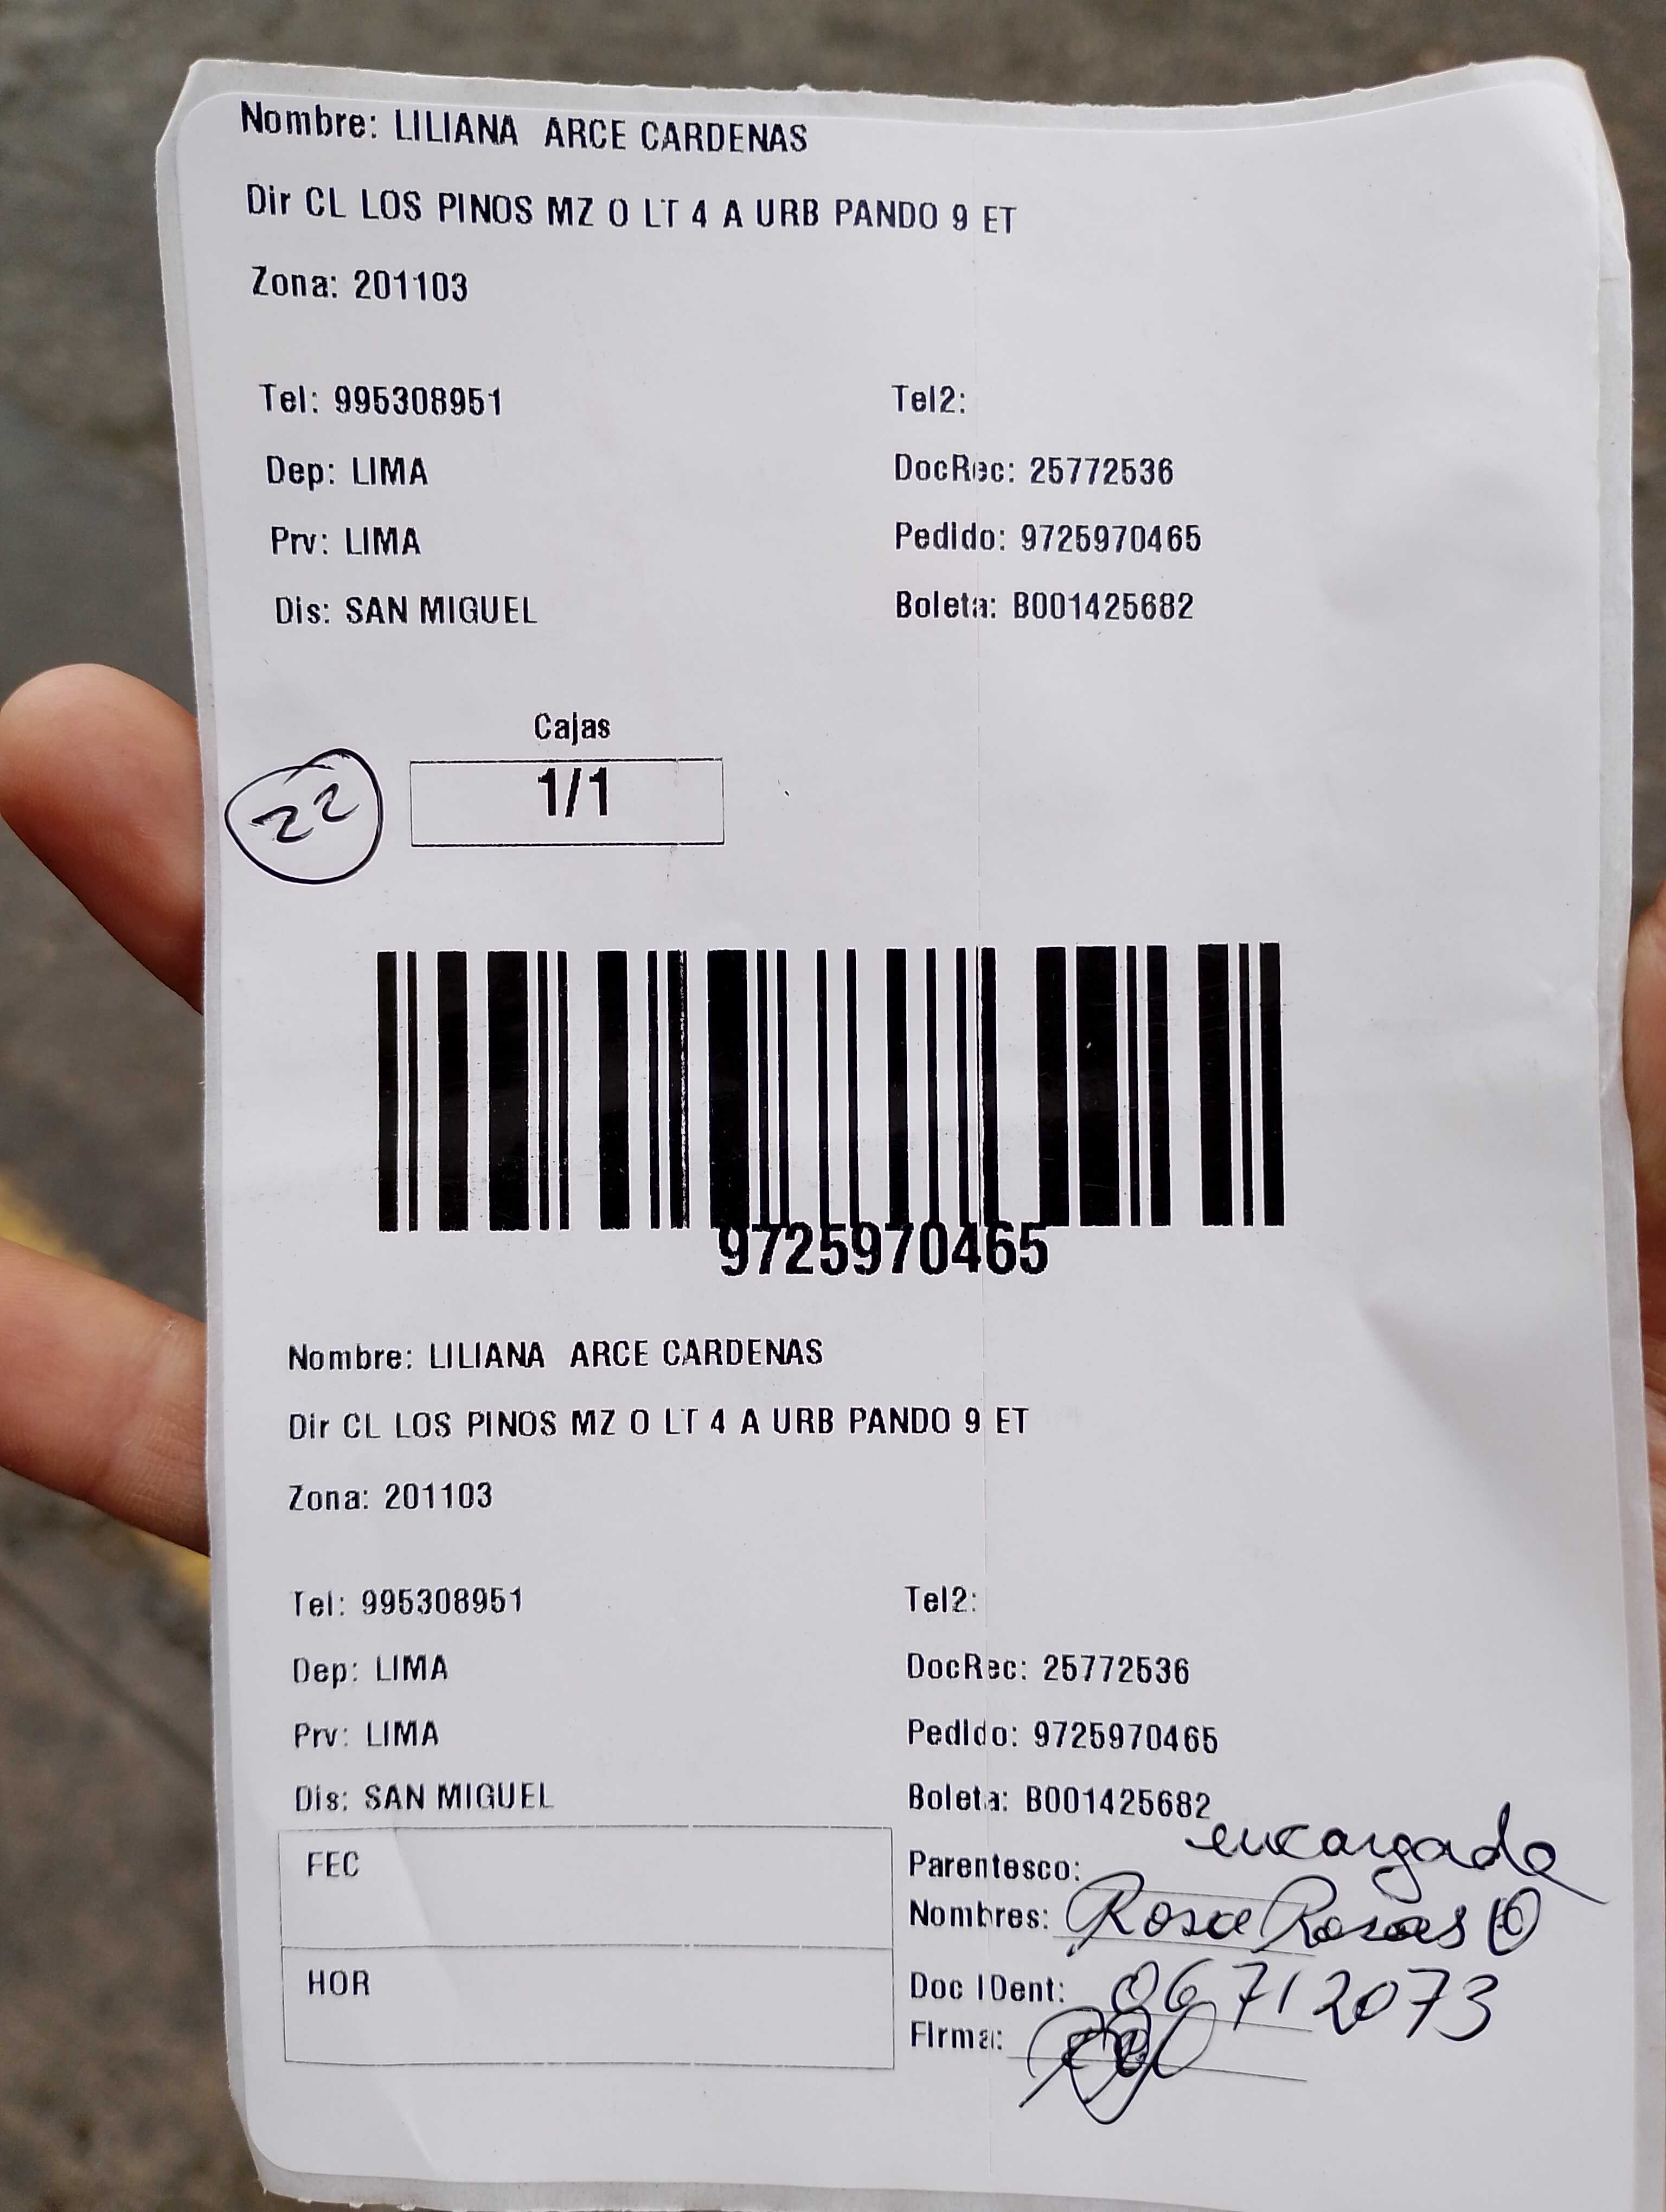 Nombre: LILIANA ARCE CARDENAS
Dir CL LOS PINOS MZ O LT 4 A URB PANDO 9 ET
Zona: 201103
Tel: 995308951 Tel2:
Dep: LIMA DocRec: 25772536
Prv: LIMA Pedido: 9725970465
Dis: SAN MIGUEL Boleta: B001425682
Cajas
22 1/1
9725970465
Nombre: LILIANA ARCE CARDENAS
Dir CL LOS PINOS MZ O LT 4 A URB PANDO 9 ET
Zona: 201103
Tel: 995308951 Tel2:
Dep: LIMA DocRec: 25772536
Prv: LIMA Pedido: 9725970465
Dis: SAN MIGUEL Boleta: B001425682
FEC Parentesco: encargada
Nombres: Rosa Rosas
HOR Doc IDent: 06712073
Firma: